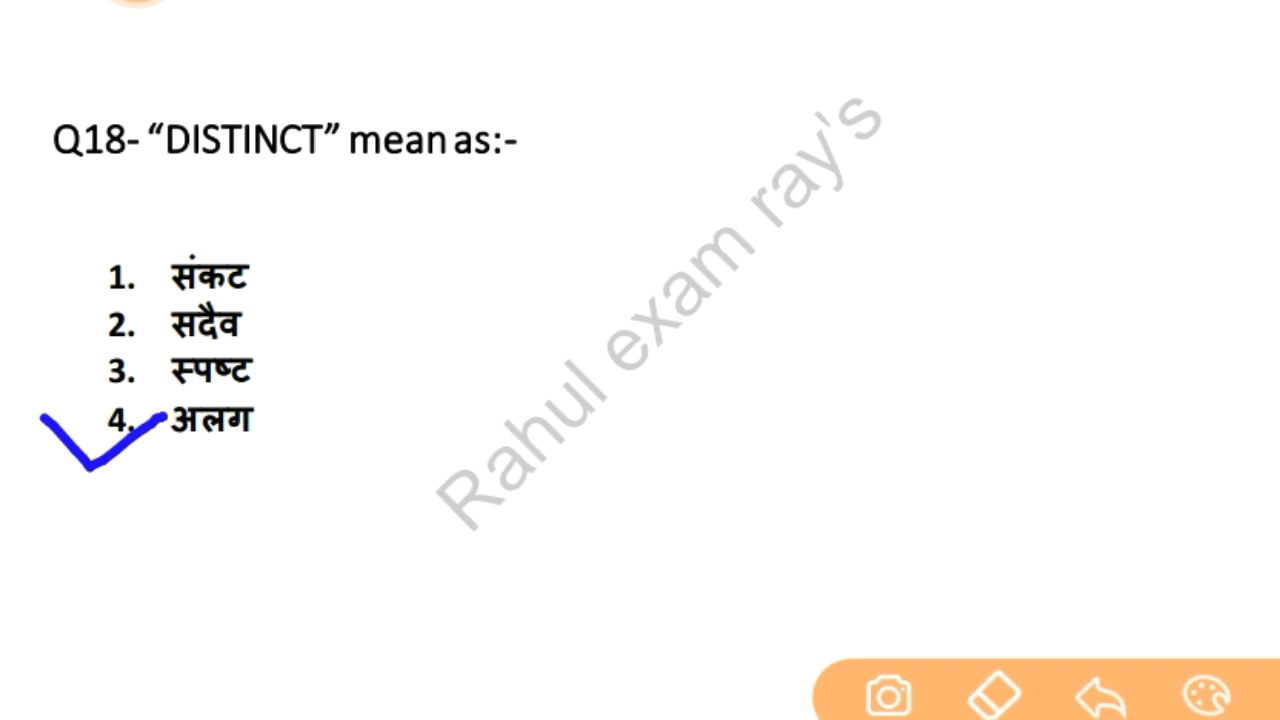 Q18- “DISTINCT” mean as:-
1. संकट
2. सदैव
3. स्पष्ट
4. अलग
Rahul exam ray's